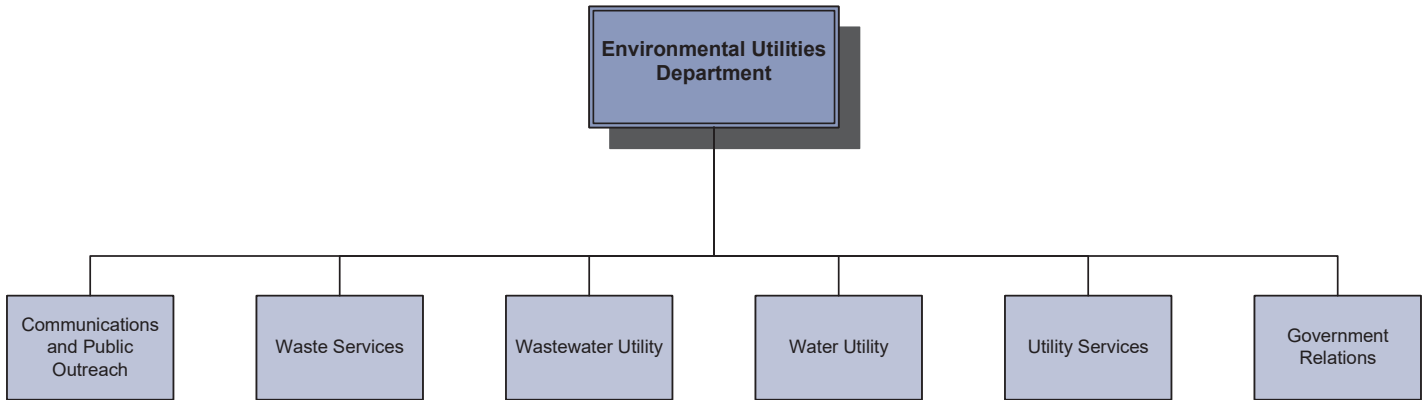 Environmental Utilities
Department
Communications
and Public
Outreach
Waste Services
Wastewater Utility
Water Utility
Utility Services
Government
Relations